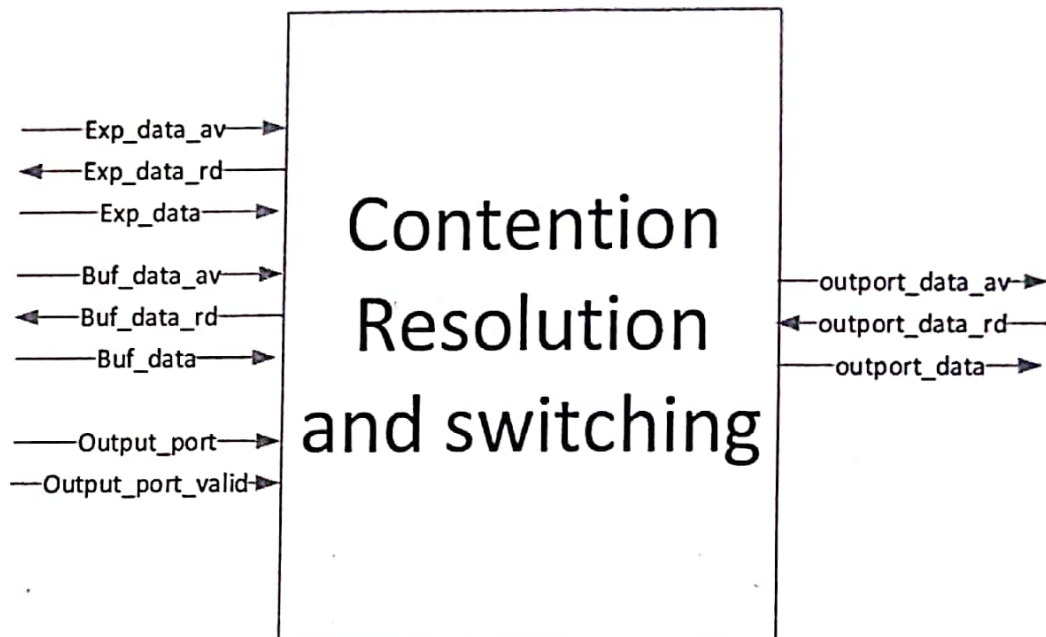 Exp_data_av
Exp_data_rd
Exp_data
Buf_data_av
Buf_data_rd
Buf_data
Output_port
Output_port_valid
Contention
Resolution
and switching
outport_data_av
outport_data_rd
outport_data